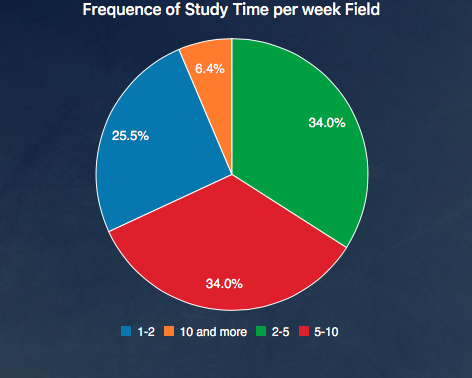 Frequence of Study Time per week Field
6.4%
34.0%
25.5%
34.0%
1-2 10 and more 2-5 5-10